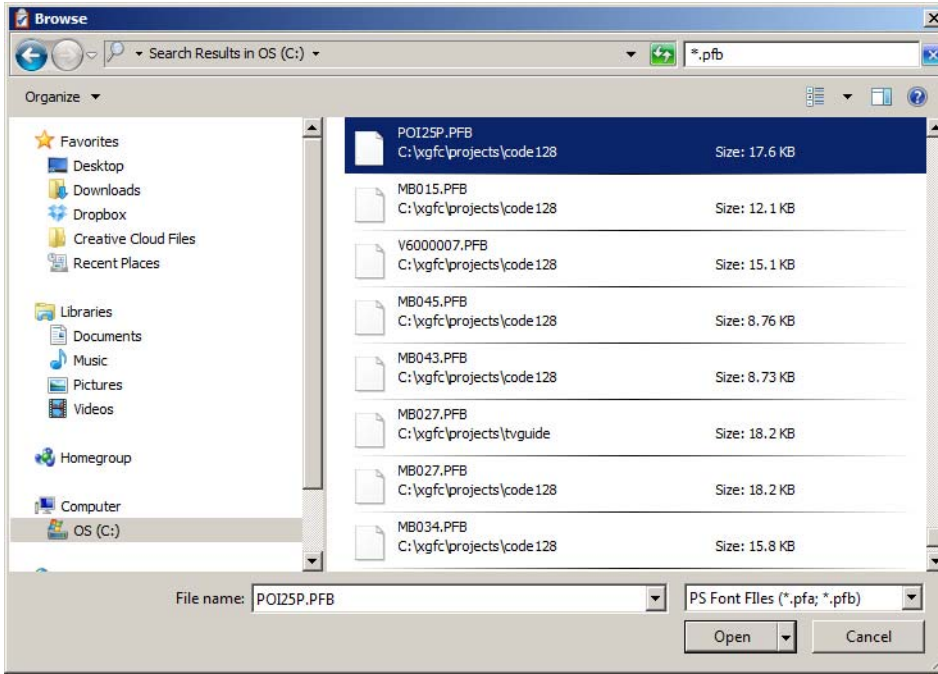 Browse
Search Results in OS (C:)
*.pfb
Organize
Favorites
Desktop
Downloads
Dropbox
Creative Cloud Files
Recent Places
Libraries
Documents
Music
Pictures
Videos
Homegroup
Computer
OS (C:)
POI25P.PFB
C:\xgfc\projects\code128 Size: 17.6 KB
MB015.PFB
C:\xgfc\projects\code128 Size: 12.1 KB
V6000007.PFB
C:\xgfc\projects\code128 Size: 15.1 KB
MB045.PFB
C:\xgfc\projects\code128 Size: 8.76 KB
MB043.PFB
C:\xgfc\projects\code128 Size: 8.73 KB
MB027.PFB
C:\xgfc\projects\tvguide Size: 18.2 KB
MB027.PFB
C:\xgfc\projects\code128 Size: 18.2 KB
MB034.PFB
C:\xgfc\projects\code128 Size: 15.8 KB
File name: POI25P.PFB PS Font FIles (*.pfa; *.pfb)
Open Cancel